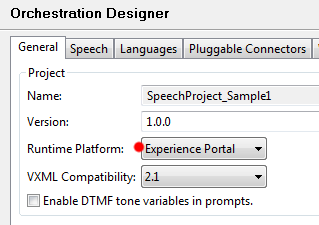 Orchestration Designer
General Speech Languages Pluggable Connectors
Project
Name: SpeechProject_Sample1
Version: 1.0.0
Runtime Platform: Experience Portal
VXML Compatibility: 2.1
Enable DTMF tone variables in prompts.